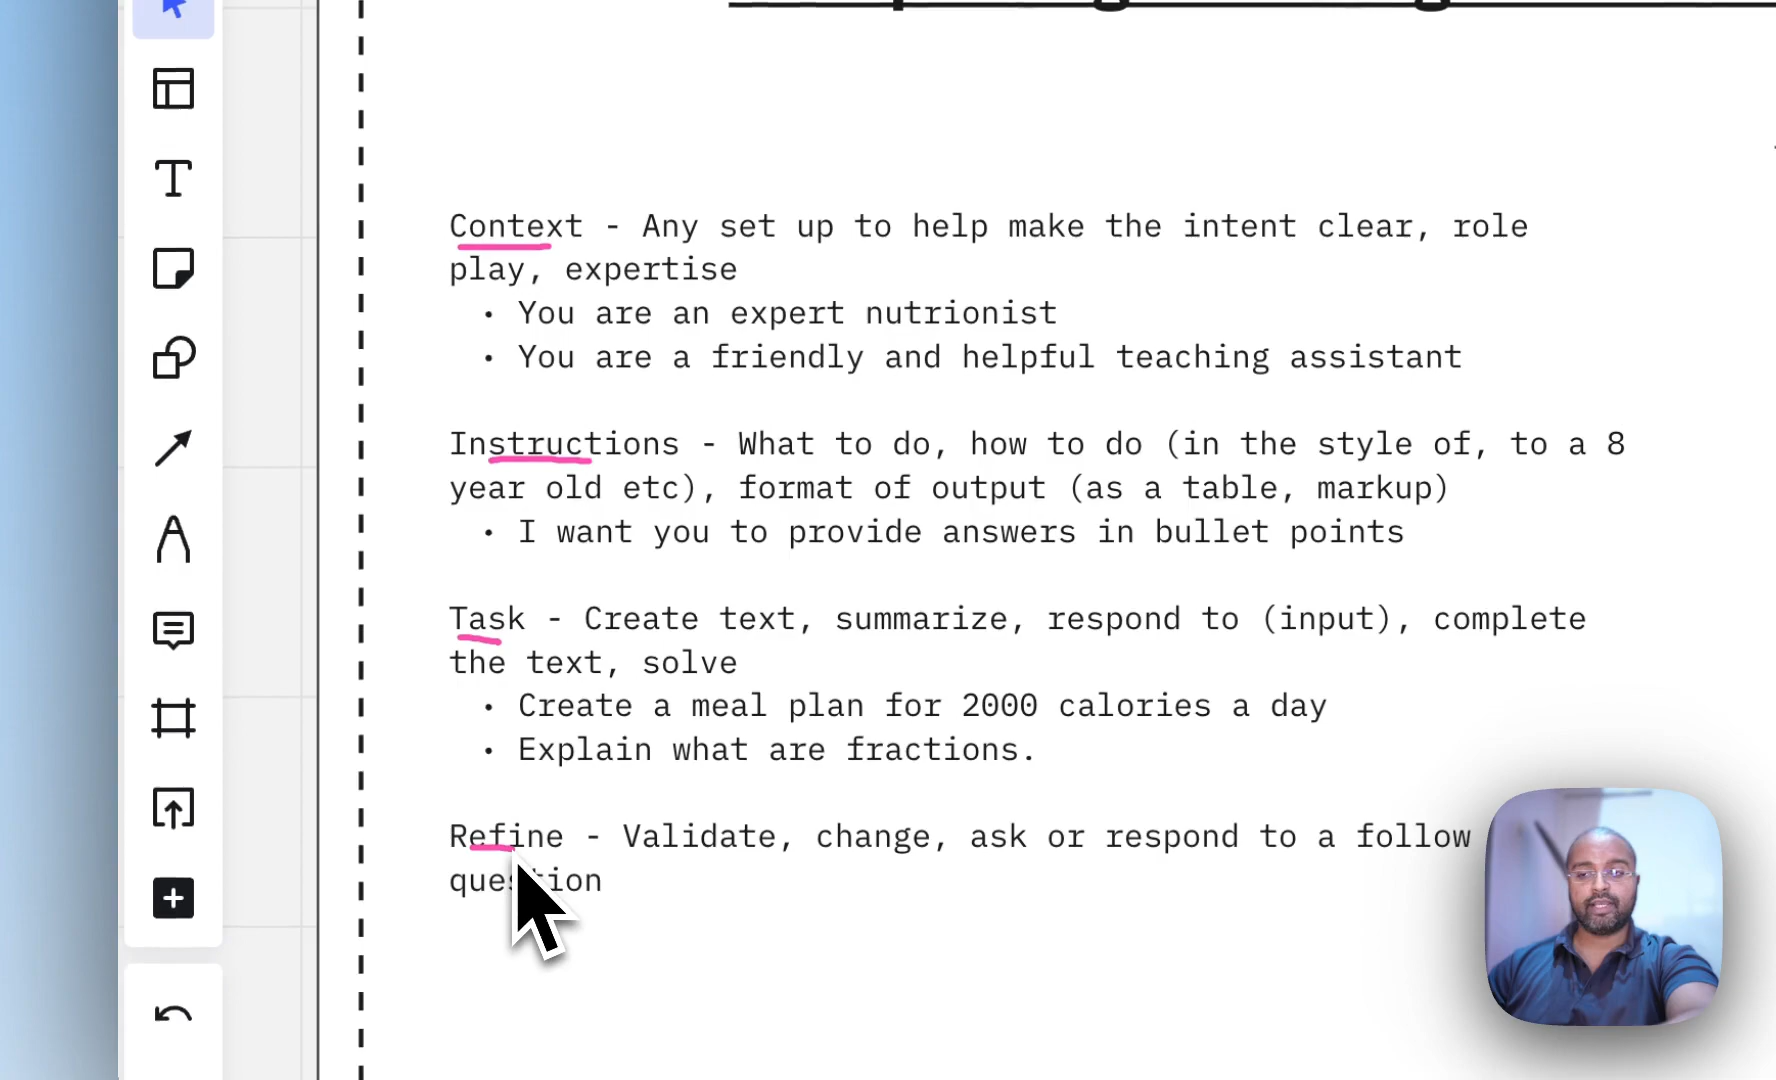 Context - Any set up to help make the intent clear, role
play, expertise
• You are an expert nutrionist
• You are a friendly and helpful teaching assistant
Instructions - What to do, how to do (in the style of, to a 8
year old etc), format of output (as a table, markup)
• I want you to provide answers in bullet points
Task - Create text, summarize, respond to (input), complete
the text, solve
• Create a meal plan for 2000 calories a day
• Explain what are fractions.
Refine - Validate, change, ask or respond to a follow
question